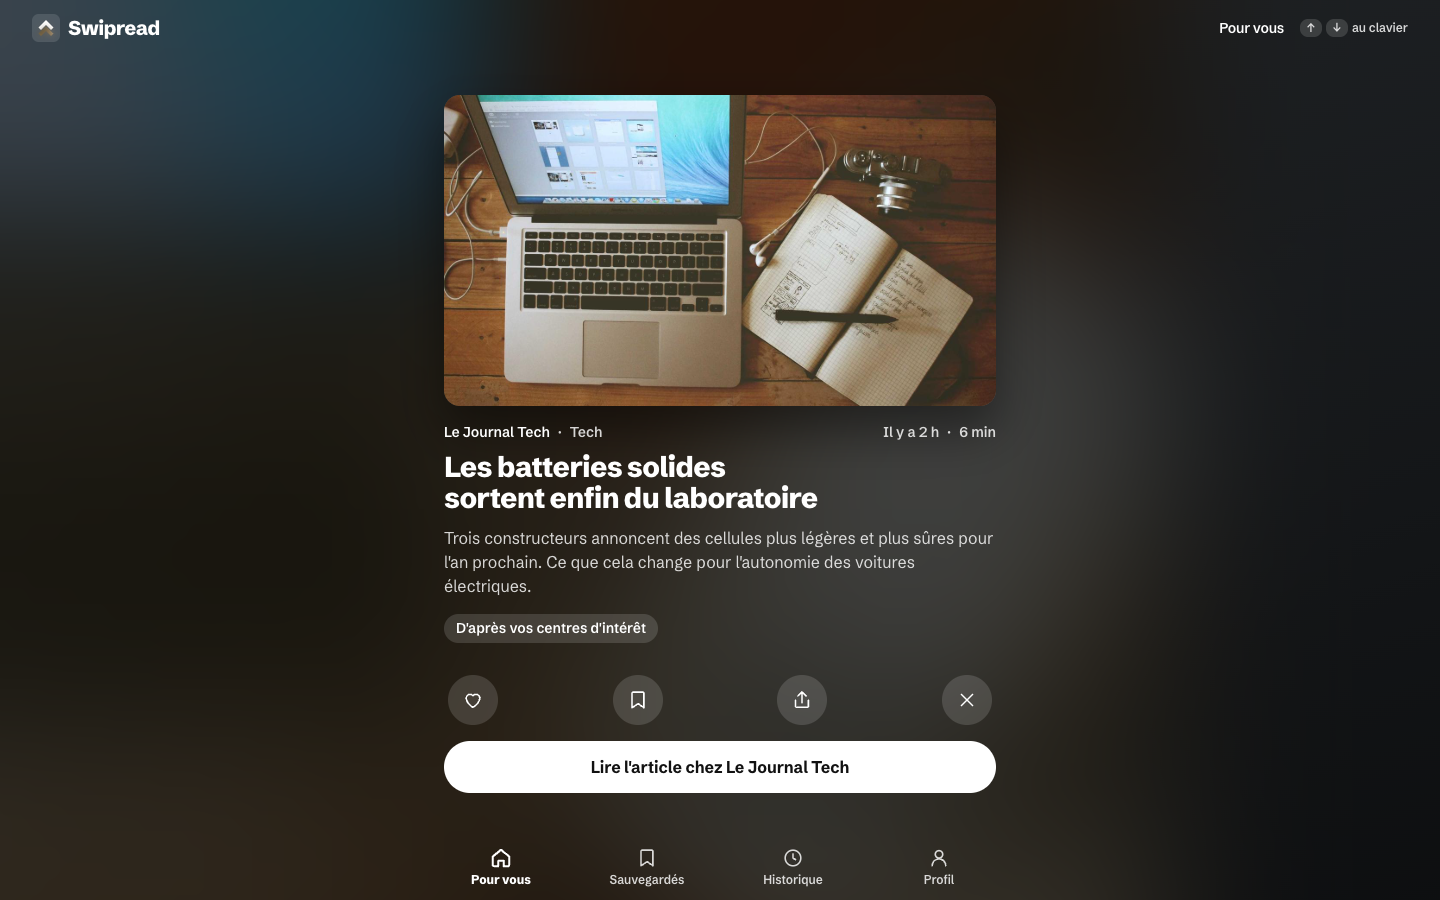 Swipread
Pour vous
au clavier
Le Journal Tech · Tech
Il y a 2 h · 6 min
Les batteries solides
sortent enfin du laboratoire
Trois constructeurs annoncent des cellules plus légères et plus sûres pour
l'an prochain. Ce que cela change pour l'autonomie des voitures
électriques.
D'après vos centres d'intérêt
Lire l'article chez Le Journal Tech
Pour vous
Sauvegardés
Historique
Profil